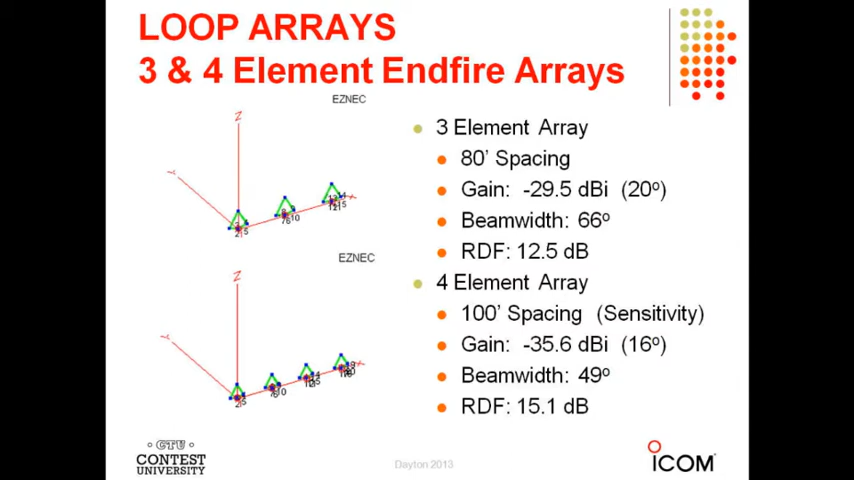 LOOP ARRAYS
3 & 4 Element Endfire Arrays
EZNEC
Z
Y
X
EZNEC
Z
Y
X
3 Element Array
80’ Spacing
Gain: -29.5 dBi (20º)
Beamwidth: 66º
RDF: 12.5 dB
4 Element Array
100’ Spacing (Sensitivity)
Gain: -35.6 dBi (16º)
Beamwidth: 49º
RDF: 15.1 dB
CTU
CONTEST
UNIVERSITY
Dayton 2013
ICOM